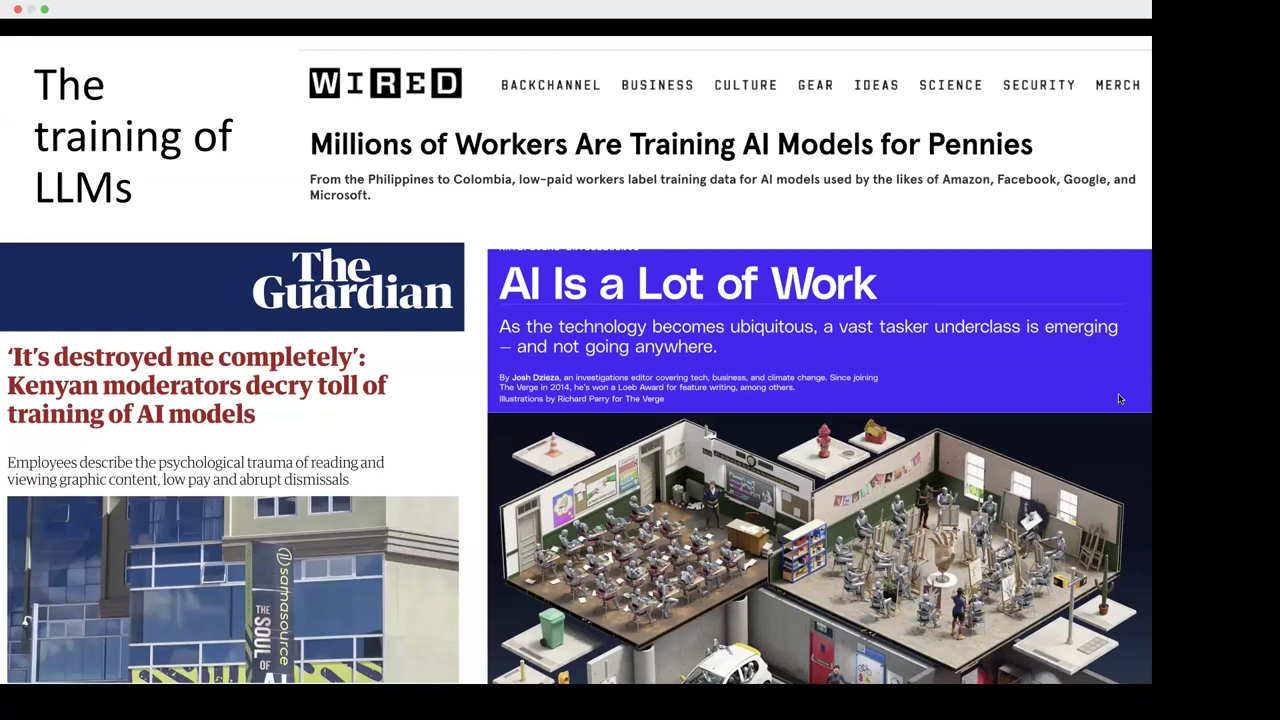 The
training of
LLMs
WIRED
BACKCHANNEL BUSINESS CULTURE GEAR IDEAS SCIENCE SECURITY MERCH
Millions of Workers Are Training AI Models for Pennies
From the Philippines to Colombia, low-paid workers label training data for AI models used by the likes of Amazon, Facebook, Google, and
Microsoft.
The
Guardian
‘It’s destroyed me completely’:
Kenyan moderators decry toll of
training of AI models
Employees describe the psychological trauma of reading and
viewing graphic content, low pay and abrupt dismissals
samasource
THE
SOUL
OF
AI Is a Lot of Work
As the technology becomes ubiquitous, a vast tasker underclass is emerging
— and not going anywhere.
By Josh Dzieza, an investigations editor covering tech, business, and climate change. Since joining
The Verge in 2014, he’s won a Loeb Award for feature writing, among others.
Illustrations by Richard Parry for The Verge